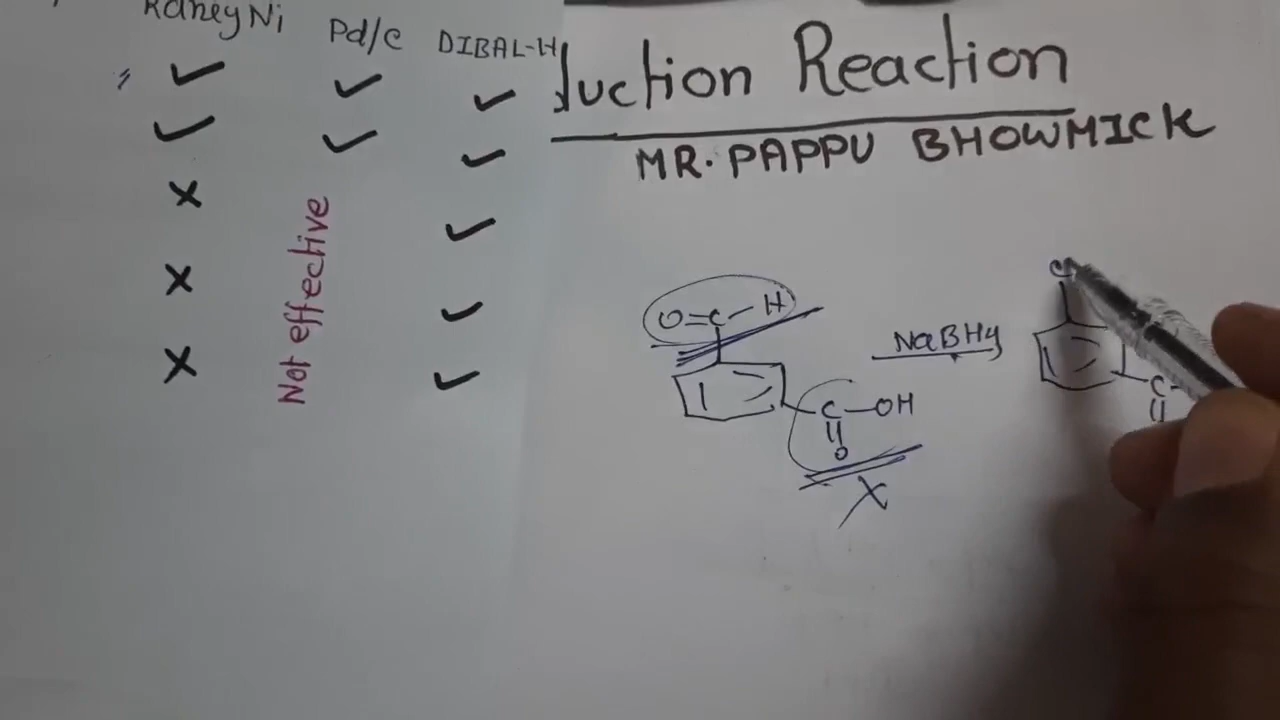 Raney Ni Pd/C DIBAL-H
duction Reaction
MR. PAPPU BHOWMICK
Not effective
O=C-H
NaBH4
C-OH
O
X
C
C